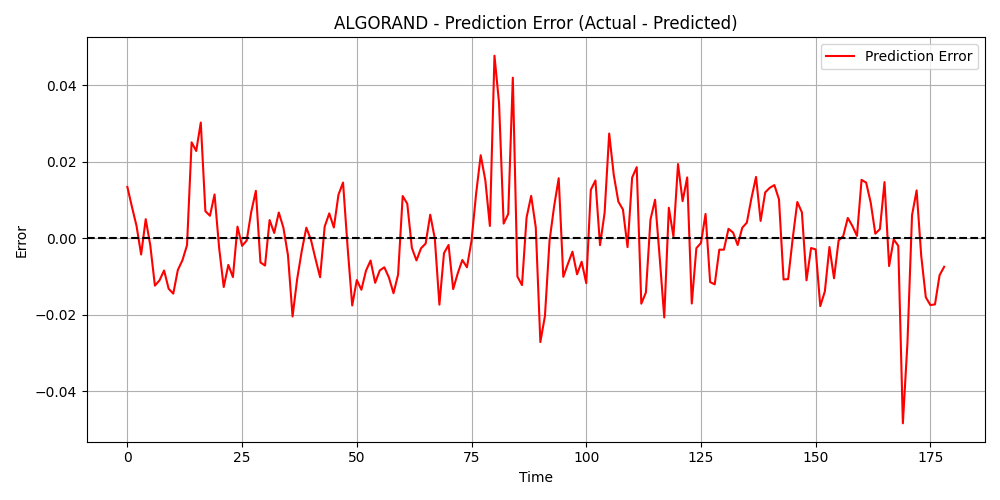 ALGORAND - Prediction Error (Actual - Predicted)
Prediction Error
Error
0.04
0.02
0.00
−0.02
−0.04
0 25 50 75 100 125 150 175
Time